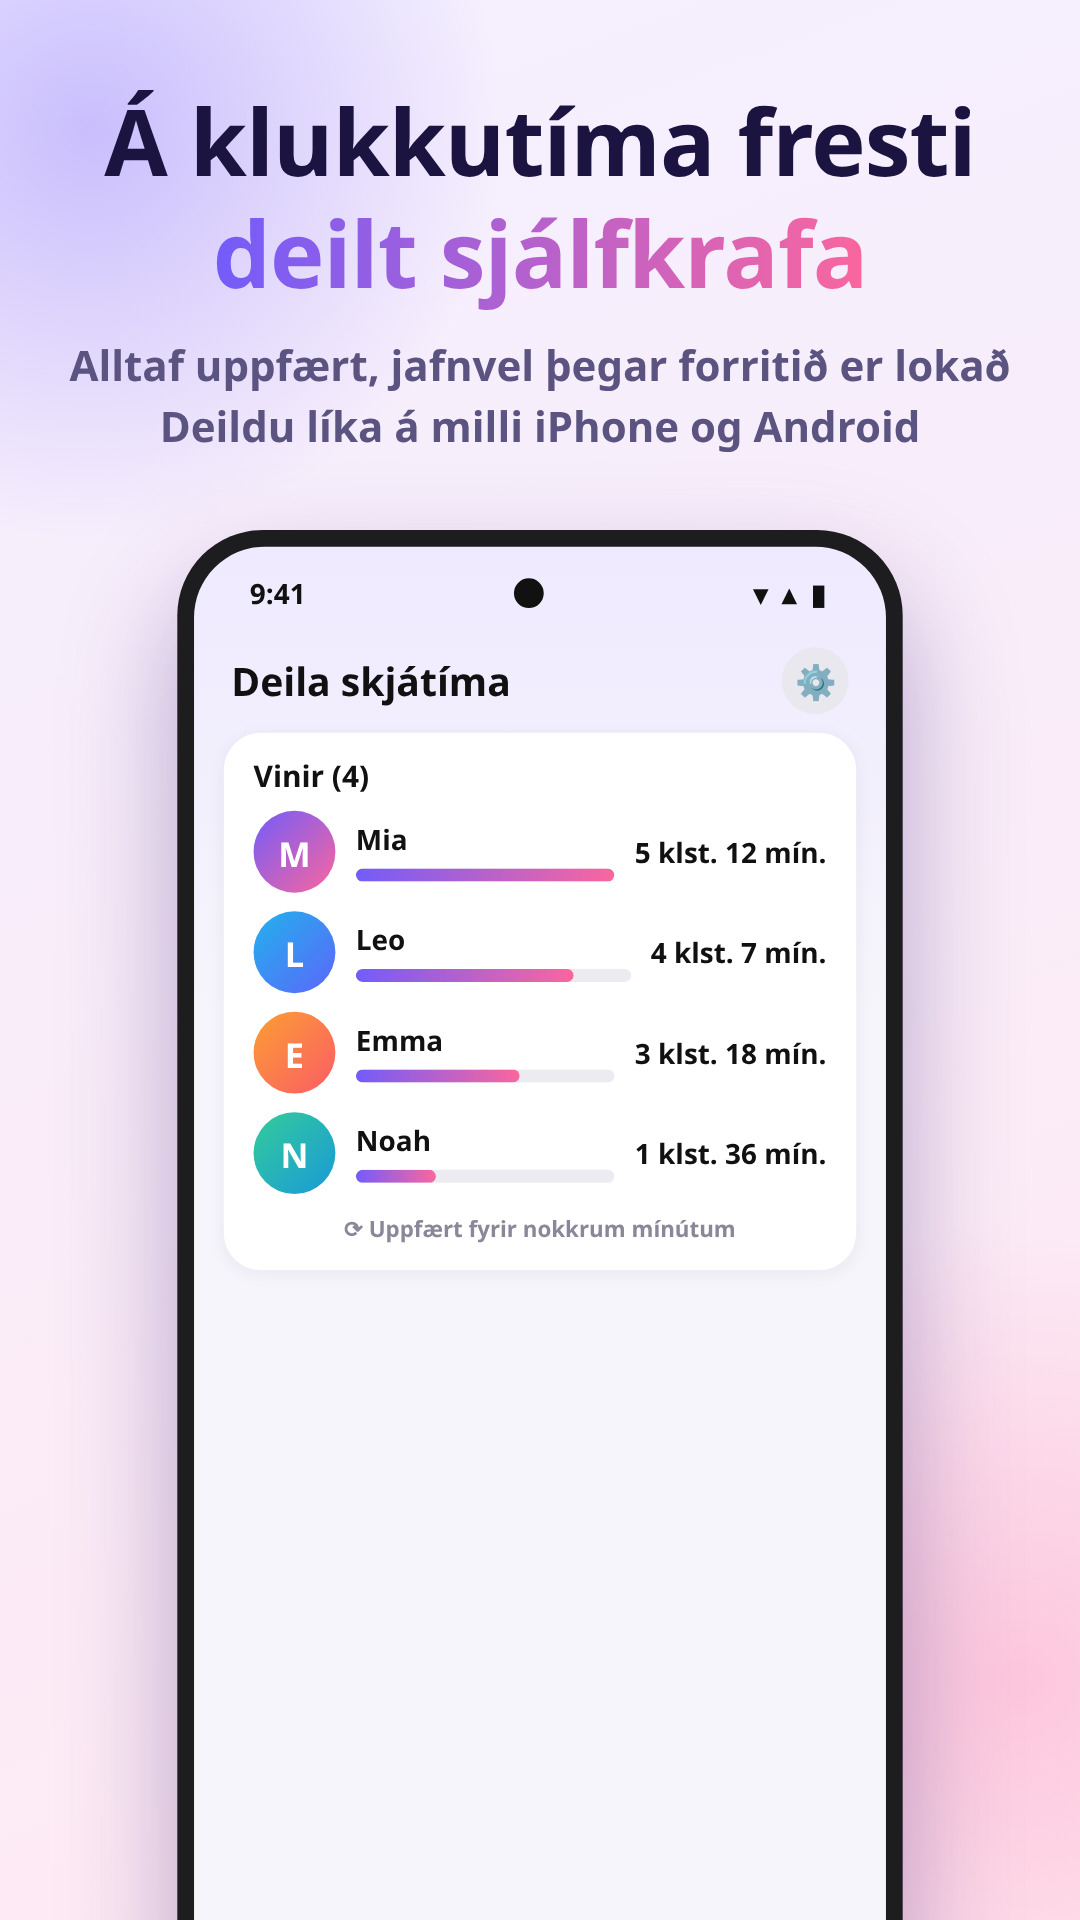 Á klukkutíma fresti
deilt sjálfkrafa
Alltaf uppfært, jafnvel þegar forritið er lokað
Deildu líka á milli iPhone og Android
9:41
Deila skjátíma
Vinir (4)
M
Mia
5 klst. 12 mín.
L
Leo
4 klst. 7 mín.
E
Emma
3 klst. 18 mín.
N
Noah
1 klst. 36 mín.
⟳ Uppfært fyrir nokkrum mínútum